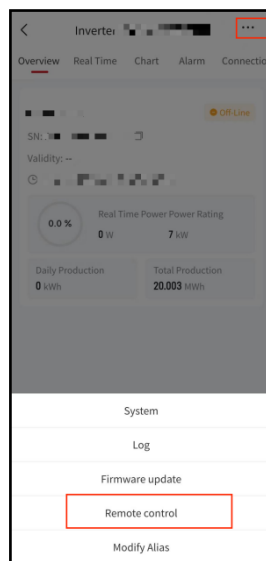 Inverter
...
Overview Real Time Chart Alarm Connectio
Off-Line
SN:
Validity: --
0.0 %
Real Time Power Power Rating
0 W 7 kW
Daily Production Total Production
0 kWh 20.003 MWh
System
Log
Firmware update
Remote control
Modify Alias